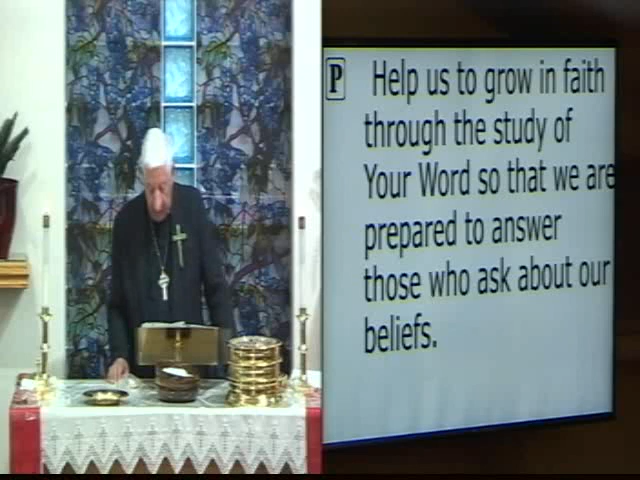 P Help us to grow in faith
through the study of
Your Word so that we are
prepared to answer
those who ask about our
beliefs.